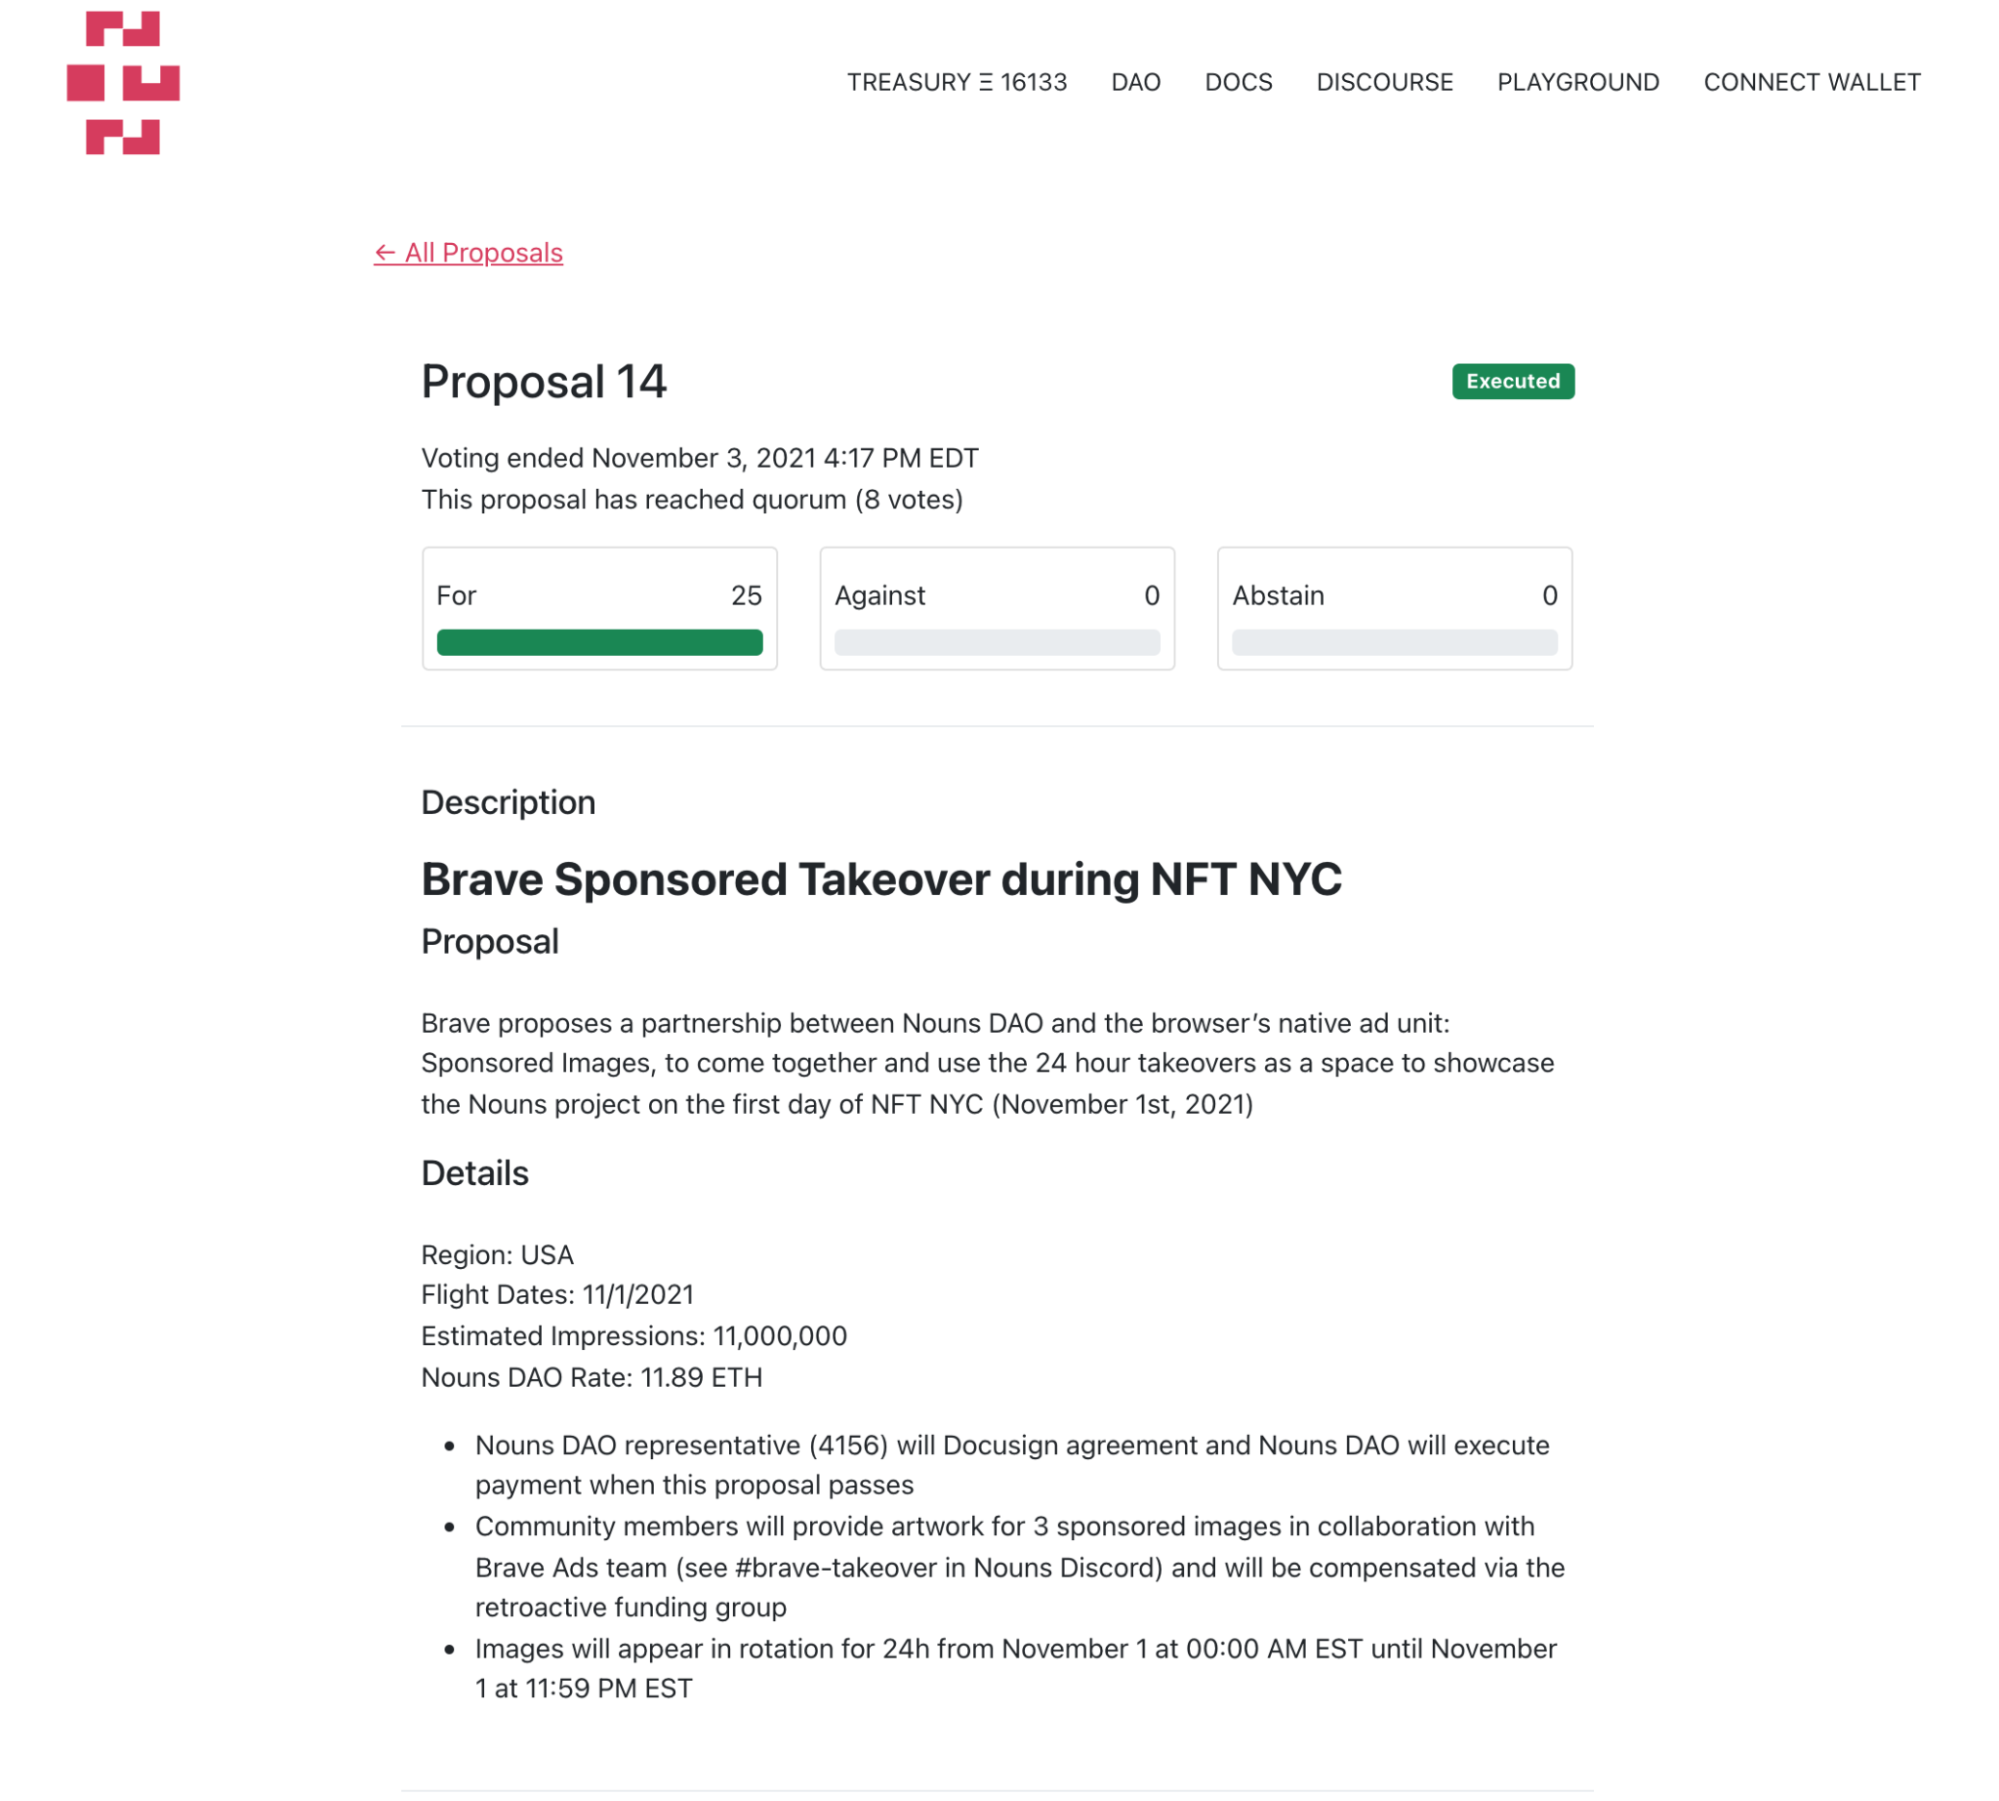 TREASURY Ξ 16133 DAO DOCS DISCOURSE PLAYGROUND CONNECT WALLET
← All Proposals
Proposal 14 Executed
Voting ended November 3, 2021 4:17 PM EDT
This proposal has reached quorum (8 votes)
For 25 Against 0 Abstain 0
Description
Brave Sponsored Takeover during NFT NYC
Proposal
Brave proposes a partnership between Nouns DAO and the browser’s native ad unit:
Sponsored Images, to come together and use the 24 hour takeovers as a space to showcase
the Nouns project on the first day of NFT NYC (November 1st, 2021)
Details
Region: USA
Flight Dates: 11/1/2021
Estimated Impressions: 11,000,000
Nouns DAO Rate: 11.89 ETH
• Nouns DAO representative (4156) will Docusign agreement and Nouns DAO will execute
payment when this proposal passes
• Community members will provide artwork for 3 sponsored images in collaboration with
Brave Ads team (see #brave-takeover in Nouns Discord) and will be compensated via the
retroactive funding group
• Images will appear in rotation for 24h from November 1 at 00:00 AM EST until November
1 at 11:59 PM EST